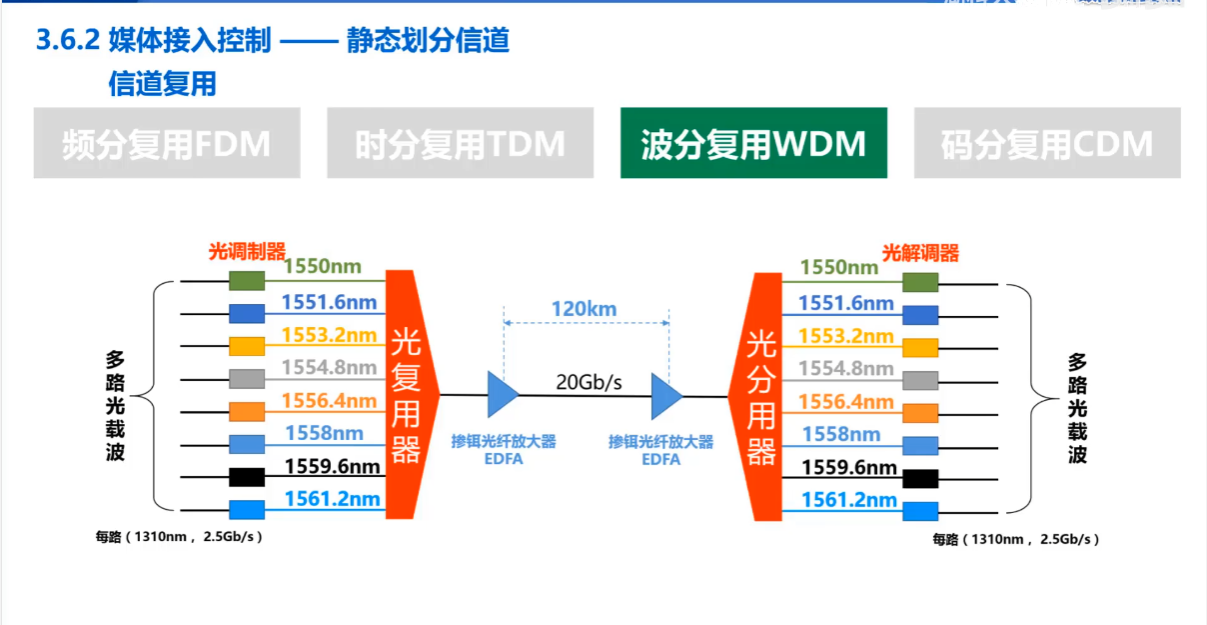 3.6.2 媒体接入控制 —— 静态划分信道
信道复用
频分复用FDM
时分复用TDM
波分复用WDM
码分复用CDM
光调制器
1550nm
1551.6nm
1553.2nm
1554.8nm
1556.4nm
1558nm
1559.6nm
1561.2nm
多路光载波
每路（1310nm ，2.5Gb/s ）
光复用器
120km
20Gb/s
掺铒光纤放大器
EDFA
掺铒光纤放大器
EDFA
光分用器
光解调器
1550nm
1551.6nm
1553.2nm
1554.8nm
1556.4nm
1558nm
1559.6nm
1561.2nm
多路光载波
每路（1310nm ，2.5Gb/s ）